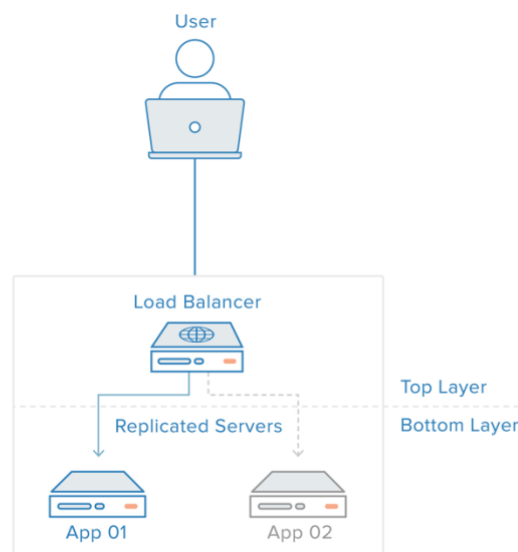 User
Load Balancer
Top Layer
Replicated Servers
Bottom Layer
App 01
App 02